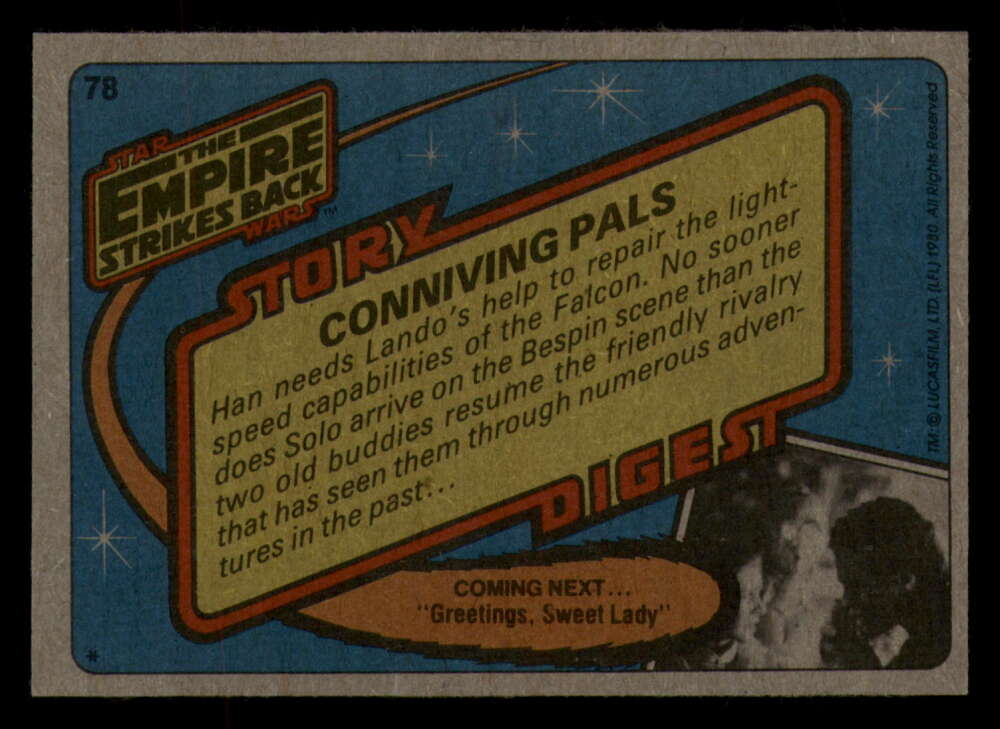 78
STAR
THE
EMPIRE
STRIKES BACK
WARS™
STORY
CONNIVING PALS
Han needs Lando's help to repair the light-
speed capabilities of the Falcon. No sooner
does Solo arrive on the Bespin scene than the
two old buddies resume the friendly rivalry
that has seen them through numerous adven-
tures in the past...
DIGEST
COMING NEXT...
"Greetings, Sweet Lady"
*
TM: © LUCASFILM, LTD. (LFL) 1980 All Rights Reserved